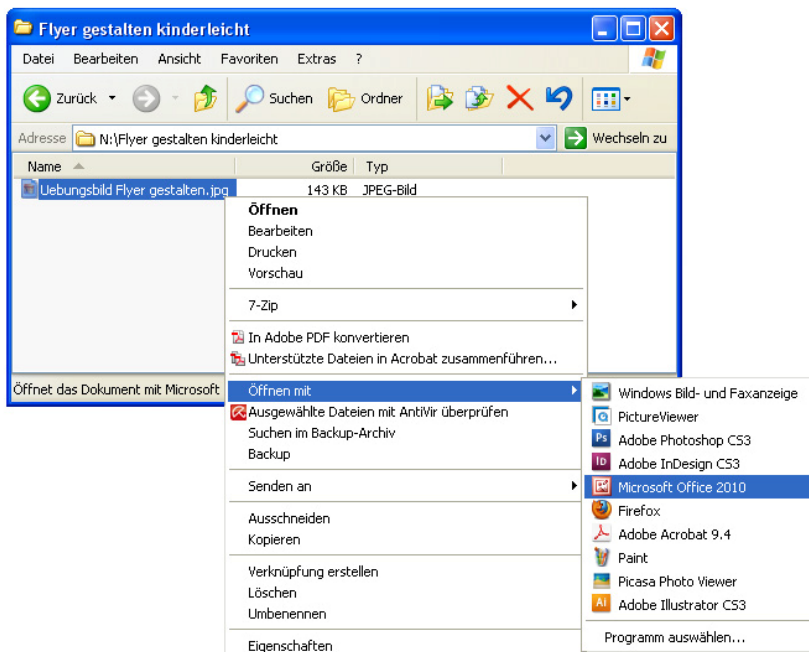 Flyer gestalten kinderleicht
Datei Bearbeiten Ansicht Favoriten Extras ?
Zurück Suchen Ordner
Adresse N:\Flyer gestalten kinderleicht Wechseln zu
Name Größe Typ
Uebungsbild Flyer gestalten.jpg 143 KB JPEG-Bild
Öffnen
Bearbeiten
Drucken
Vorschau
7-Zip
In Adobe PDF konvertieren
Unterstützte Dateien in Acrobat zusammenführen...
Öffnet das Dokument mit Microsoft
Öffnen mit
Ausgewählte Dateien mit AntiVir überprüfen
Suchen im Backup-Archiv
Backup
Senden an
Ausschneiden
Kopieren
Verknüpfung erstellen
Löschen
Umbenennen
Eigenschaften
Windows Bild- und Faxanzeige
PictureViewer
Ps Adobe Photoshop CS3
ID Adobe InDesign CS3
Microsoft Office 2010
Firefox
Adobe Acrobat 9.4
Paint
Picasa Photo Viewer
Ai Adobe Illustrator CS3
Programm auswählen...